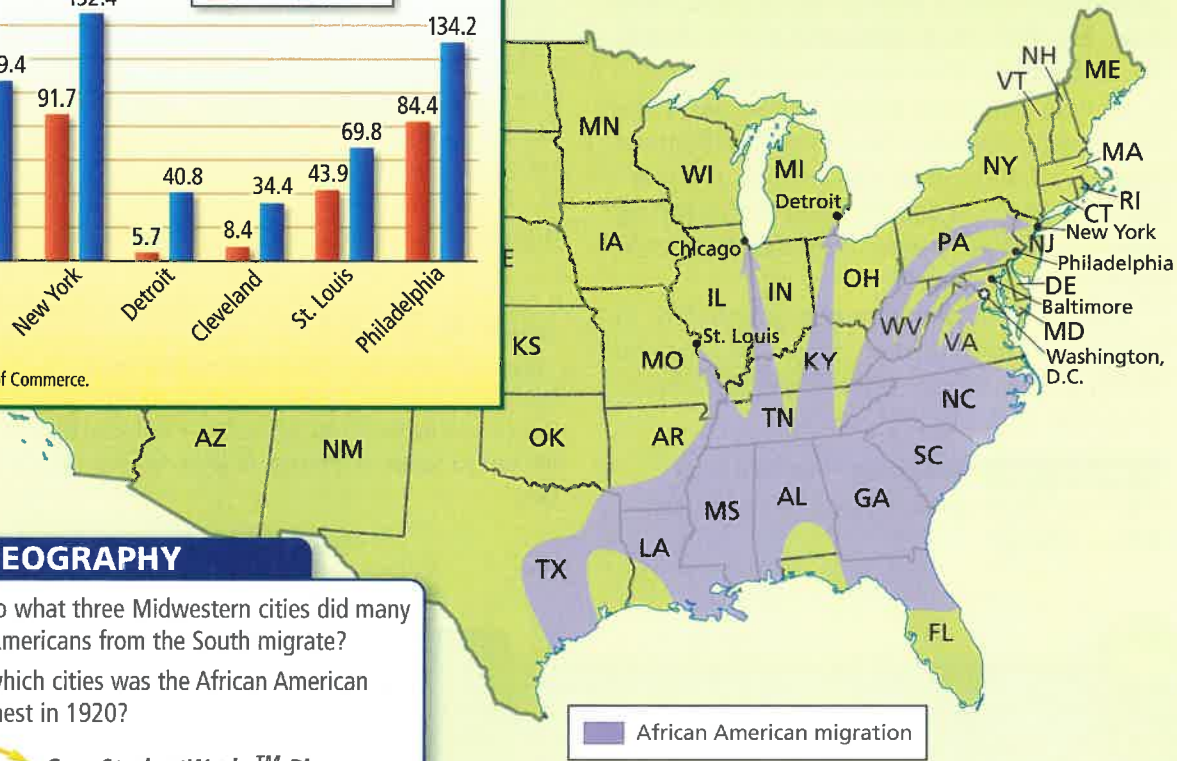 134.2
91.7
84.4
69.8
43.9
40.8
34.4
8.4
5.7
New York
Detroit
Cleveland
St. Louis
Philadelphia
of Commerce.
NH
VT
ME
MN
WI
MI
NY
MA
Detroit
RI
CT
IA
Chicago
PA
NJ
New York
Philadelphia
IL
IN
OH
DE
Baltimore
St. Louis
WV
VA
MD
KS
MO
KY
Washington,
D.C.
AZ
NM
OK
AR
TN
NC
SC
MS
AL
GA
TX
LA
FL
EOGRAPHY
o what three Midwestern cities did many
mericans from the South migrate?
which cities was the African American
hest in 1920?
African American migration